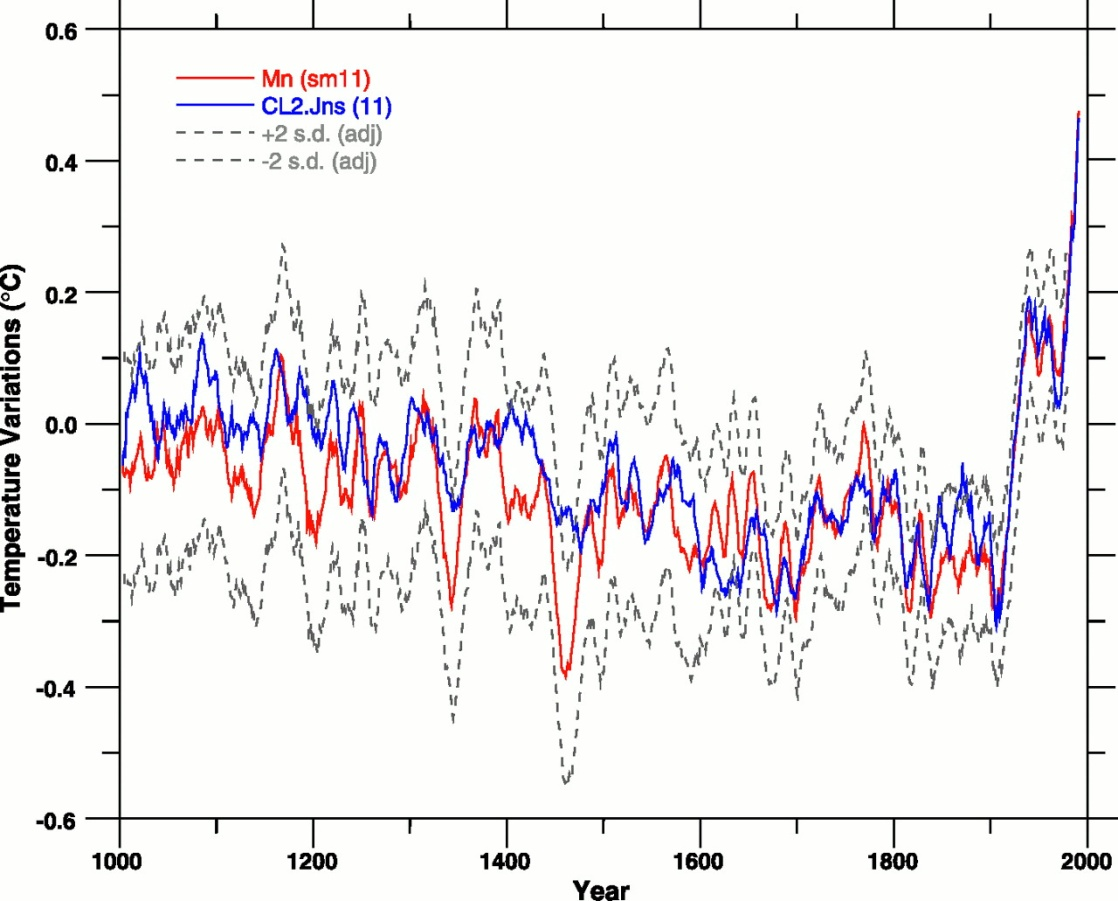 0.6
0.4
0.2
0.0
-0.2
-0.4
-0.6
Temperature Variations (°C)
Mn (sm11)
CL2.Jns (11)
+2 s.d. (adj)
-2 s.d. (adj)
1000 1200 1400 1600 1800 2000
Year